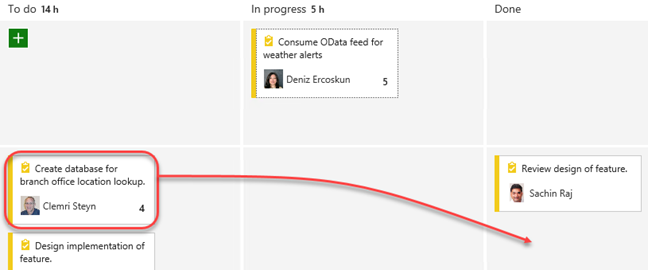 To do 14 h
In progress 5 h
Done
Consume OData feed for
weather alerts
Deniz Ercoskun
5
Create database for
branch office location lookup.
Clemri Steyn
4
Review design of feature.
Sachin Raj
Design implementation of
feature.